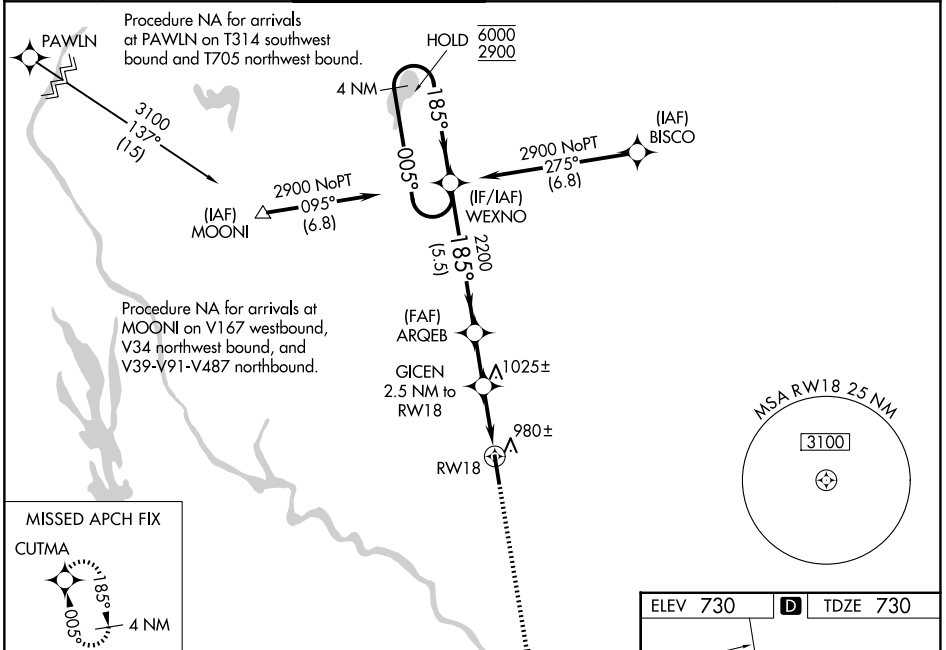 Procedure NA for arrivals
at PAWLN on T314 southwest
bound and T705 northwest bound.
PAWLN
HOLD 6000
2900
4 NM
185°
005°
3100
137°
(15)
(IAF)
BISCO
2900 NoPT
275°
(6.8)
2900 NoPT
095°
(6.8)
(IAF)
MOONI
(IF/IAF)
WEXNO
2200
185°
(5.5)
Procedure NA for arrivals at
MOONI on V167 westbound,
V34 northwest bound, and
V39-V91-V487 northbound.
(FAF)
ARQEB
GICEN
2.5 NM to
RW18
1025±
980±
RW18
MSA RW18 25 NM
3100
MISSED APCH FIX
CUTMA
185°
005°
4 NM
ELEV 730 D TDZE 730